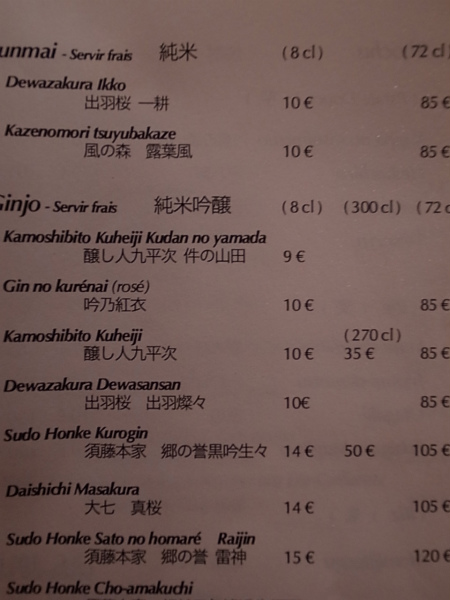 unmai - Servir frais 純米 (8 cl) (72 cl)
Dewazakura Ikko
出羽桜 一耕 10 € 85 €
Kazenomori tsuyubakaze
風の森 露葉風 10 € 85 €
Ginjo - Servir frais 純米吟醸 (8 cl) (300 cl) (72 c
Kamoshibito Kuheiji Kudan no yamada
醸し人九平次 件の山田 9 €
Gin no kurénai (rosé)
吟乃紅衣 10 € 85 €
Kamoshibito Kuheiji (270 cl)
醸し人九平次 10 € 35 € 85 €
Dewazakura Dewasansan
出羽桜 出羽燦々 10€ 85 €
Sudo Honke Kurogin
須藤本家 郷の誉黒吟生々 14 € 50 € 105 €
Daishichi Masakura
大七 真桜 14 € 105 €
Sudo Honke Sato no homaré Raijin
須藤本家 郷の誉 雷神 15 € 120 €
Sudo Honke Cho-amakuchi